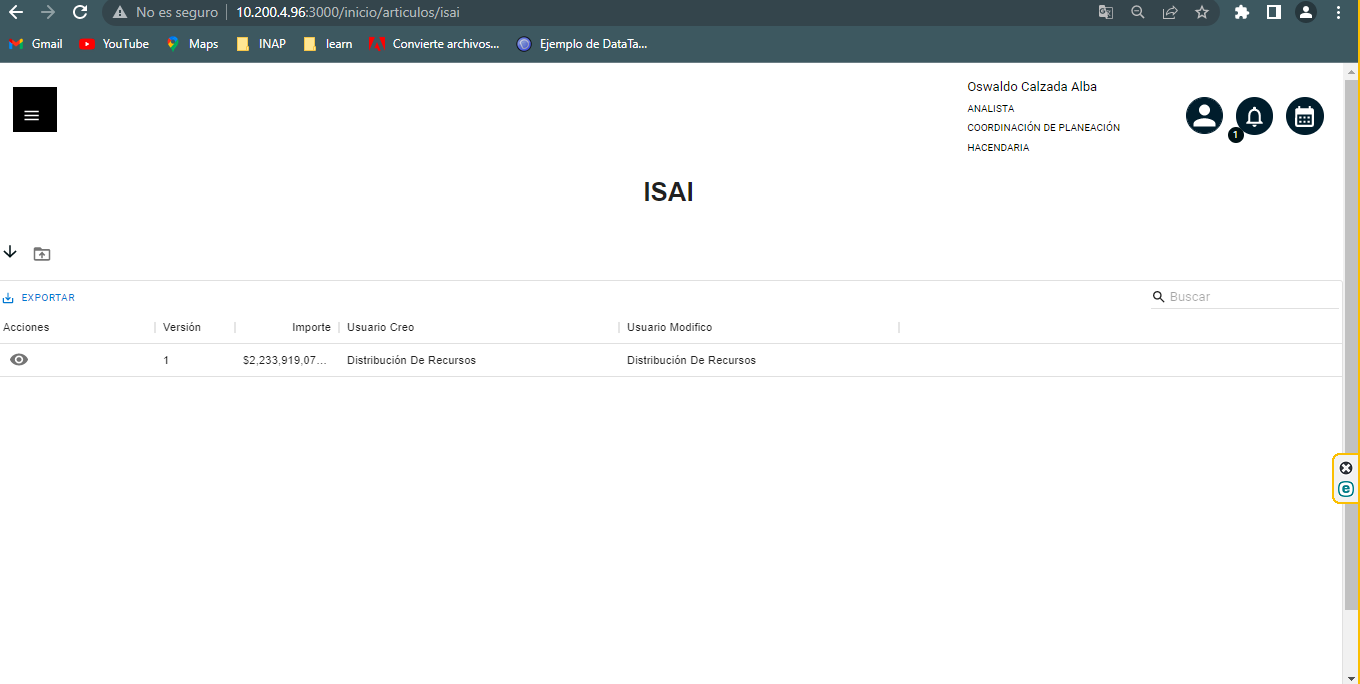 No es seguro 10.200.4.96:3000/inicio/articulos/isai
Gmail YouTube Maps INAP learn Convierte archivos... Ejemplo de DataTa...
Oswaldo Calzada Alba
ANALISTA
COORDINACIÓN DE PLANEACIÓN
HACENDARIA
1
ISAI
EXPORTAR Buscar
Acciones Versión Importe Usuario Creo Usuario Modifico
1 $2,233,919,07... Distribución De Recursos Distribución De Recursos